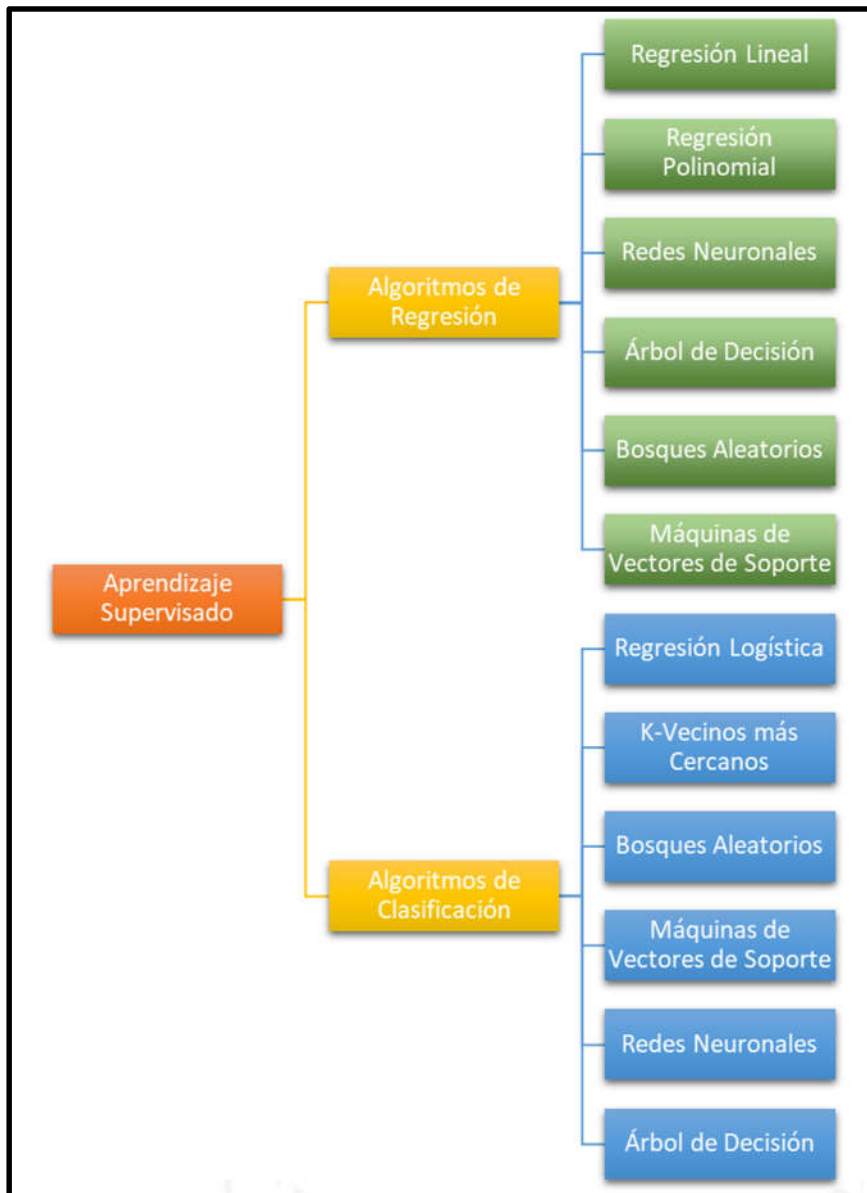 Regresión Lineal
Regresión
Polinomial
Redes Neuronales
Algoritmos de
Regresión
Árbol de Decisión
Bosques Aleatorios
Máquinas de
Vectores de Soporte
Aprendizaje
Supervisado
Regresión Logística
K-Vecinos más
Cercanos
Bosques Aleatorios
Algoritmos de
Clasificación
Máquinas de
Vectores de Soporte
Redes Neuronales
Árbol de Decisión